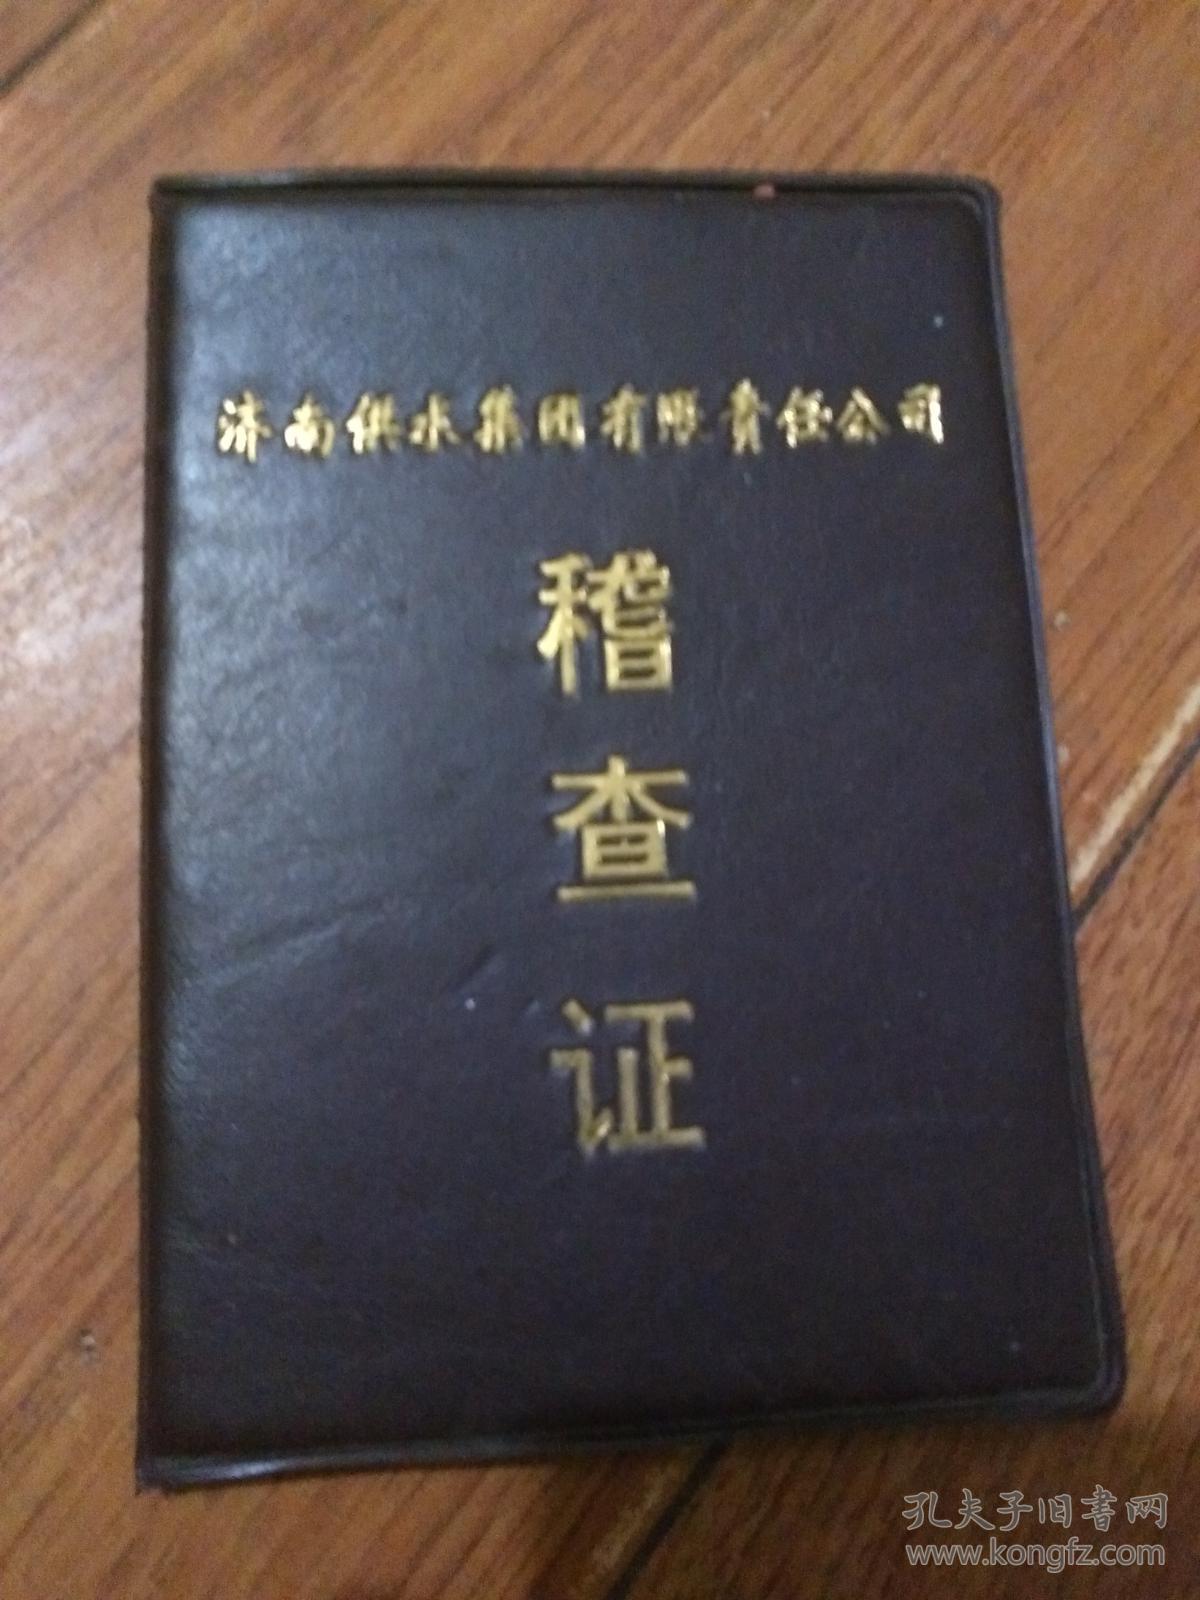 济南供水集团有限责任公司
稽
查
证
孔夫子旧书网
www.kongfz.com